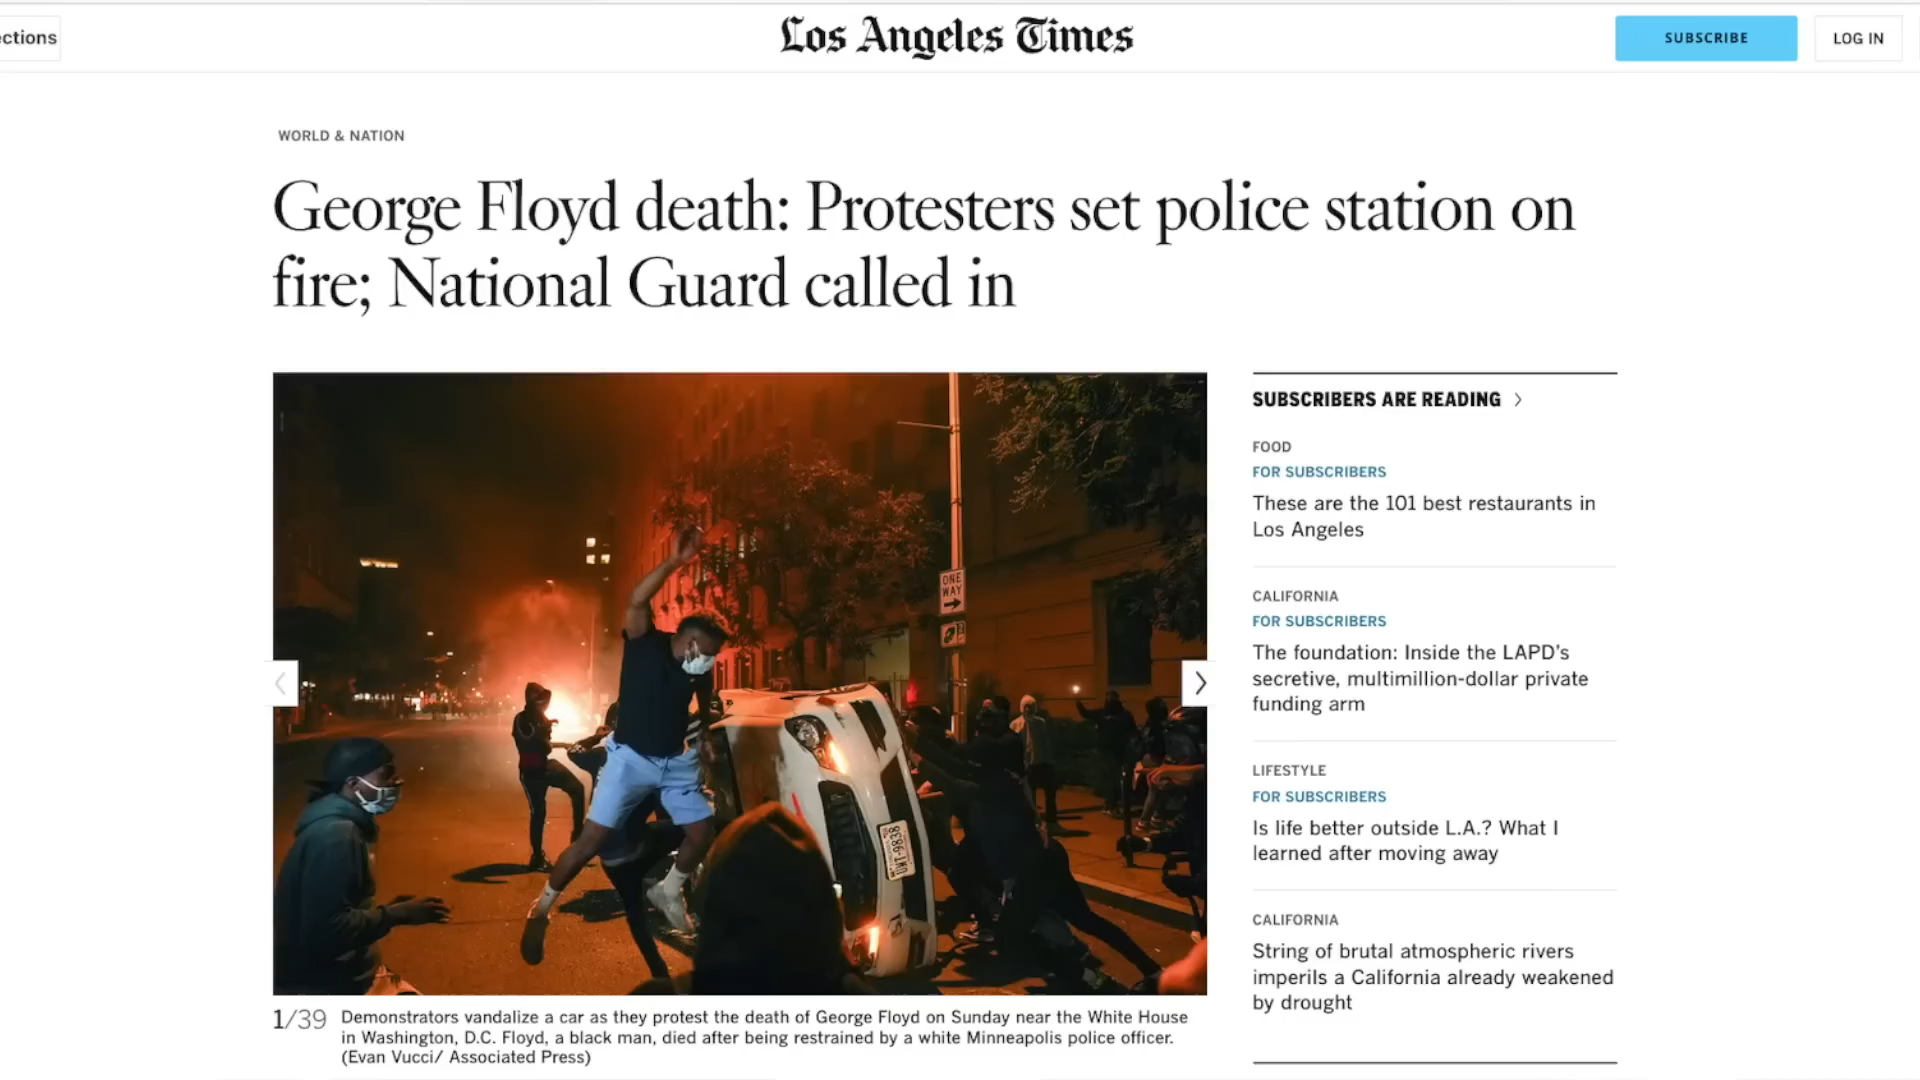 ctions
Los Angeles Times
SUBSCRIBE
LOG IN
WORLD & NATION
George Floyd death: Protesters set police station on
fire; National Guard called in
ONE
WAY
SUBSCRIBERS ARE READING
FOOD
FOR SUBSCRIBERS
These are the 101 best restaurants in
Los Angeles
CALIFORNIA
FOR SUBSCRIBERS
The foundation: Inside the LAPD's
secretive, multimillion-dollar private
funding arm
LIFESTYLE
FOR SUBSCRIBERS
Is life better outside L.A.? What I
learned after moving away
CALIFORNIA
String of brutal atmospheric rivers
imperils a California already weakened
by drought
1/39
Demonstrators vandalize a car as they protest the death of George Floyd on Sunday near the White House
in Washington, D.C. Floyd, a black man, died after being restrained by a white Minneapolis police officer.
(Evan Vucci/ Associated Press)